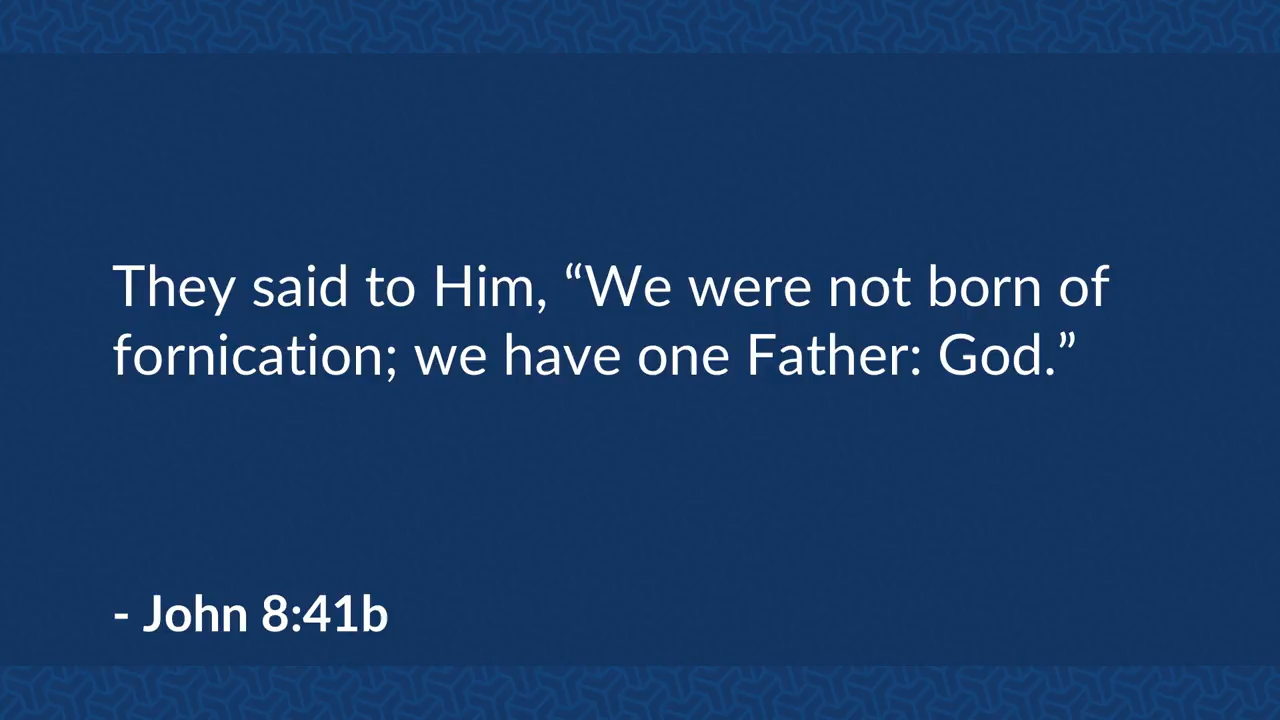 They said to Him, “We were not born of
fornication; we have one Father: God.”
- John 8:41b